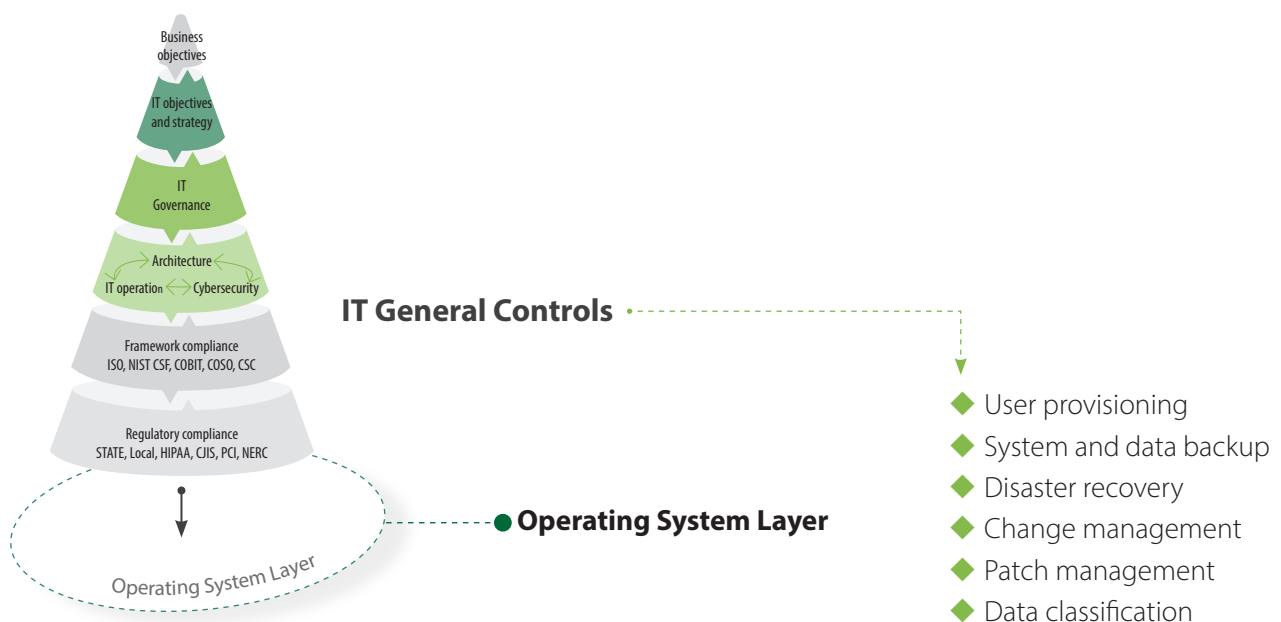 Business
objectives
IT objectives
and strategy
IT
Governance
Architecture
IT operation Cybersecurity
Framework compliance
ISO, NIST CSF, COBIT, COSO, CSC
Regulatory compliance
STATE, Local, HIPAA, CJIS, PCI, NERC
Operating System Layer
IT General Controls
Operating System Layer
User provisioning
System and data backup
Disaster recovery
Change management
Patch management
Data classification